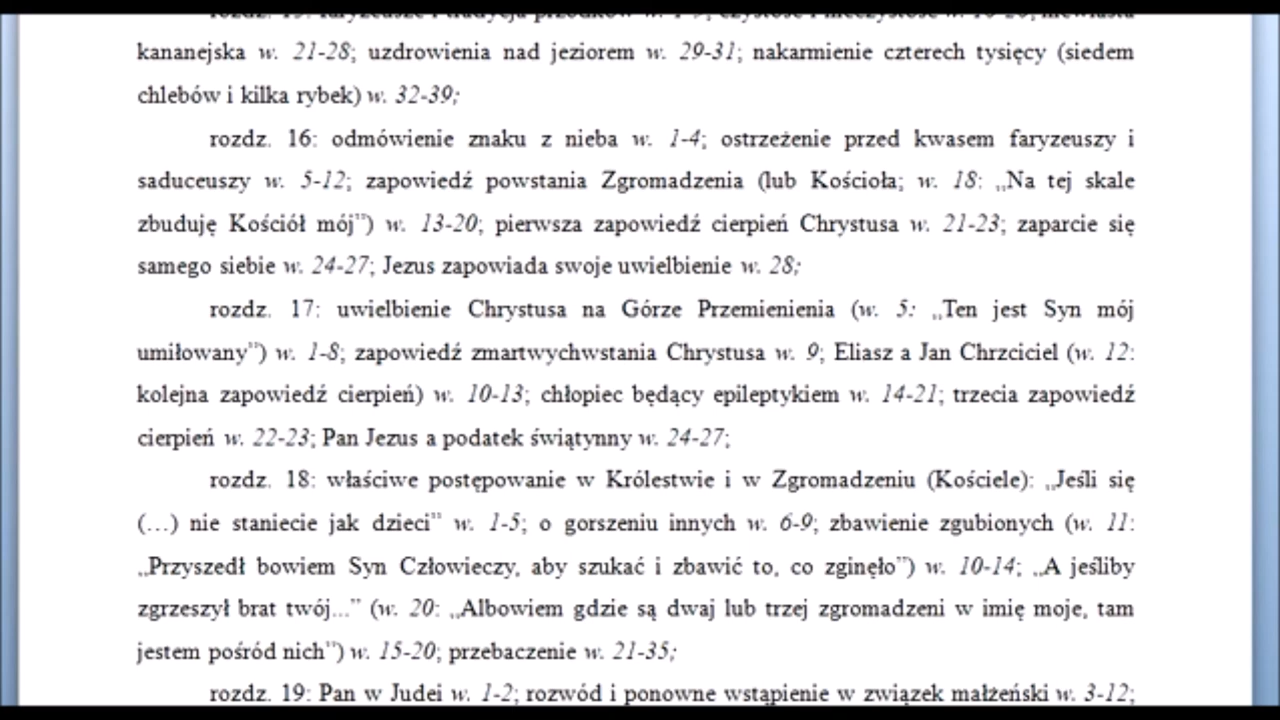 kananejska w. 21-28; uzdrowienia nad jeziorem w. 29-31; nakarmienie czterech tysięcy (siedem
chlebów i kilka rybek) w. 32-39;
rozdz. 16: odmówienie znaku z nieba w. 1-4; ostrzeżenie przed kwasem faryzeuszy i
saduceuszy w. 5-12; zapowiedź powstania Zgromadzenia (lub Kościoła; w. 18: „Na tej skale
zbuduję Kościół mój”) w. 13-20; pierwsza zapowiedź cierpień Chrystusa w. 21-23; zaparcie się
samego siebie w. 24-27; Jezus zapowiada swoje uwielbienie w. 28;
rozdz. 17: uwielbienie Chrystusa na Górze Przemienienia (w. 5: „Ten jest Syn mój
umiłowany”) w. 1-8; zapowiedź zmartwychwstania Chrystusa w. 9; Eliasz a Jan Chrzciciel (w. 12:
kolejna zapowiedź cierpień) w. 10-13; chłopiec będący epileptykiem w. 14-21; trzecia zapowiedź
cierpień w. 22-23; Pan Jezus a podatek świątynny w. 24-27;
rozdz. 18: właściwe postępowanie w Królestwie i w Zgromadzeniu (Kościele): „Jeśli się
(…) nie staniecie jak dzieci” w. 1-5; o gorszeniu innych w. 6-9; zbawienie zgubionych (w. 11:
„Przyszedł bowiem Syn Człowieczy, aby szukać i zbawić to, co zginęło”) w. 10-14; „A jeśliby
zgrzeszył brat twój...” (w. 20: „Albowiem gdzie są dwaj lub trzej zgromadzeni w imię moje, tam
jestem pośród nich”) w. 15-20; przebaczenie w. 21-35;
rozdz. 19: Pan w Judei w. 1-2; rozwód i ponowne wstąpienie w związek małżeński w. 3-12;